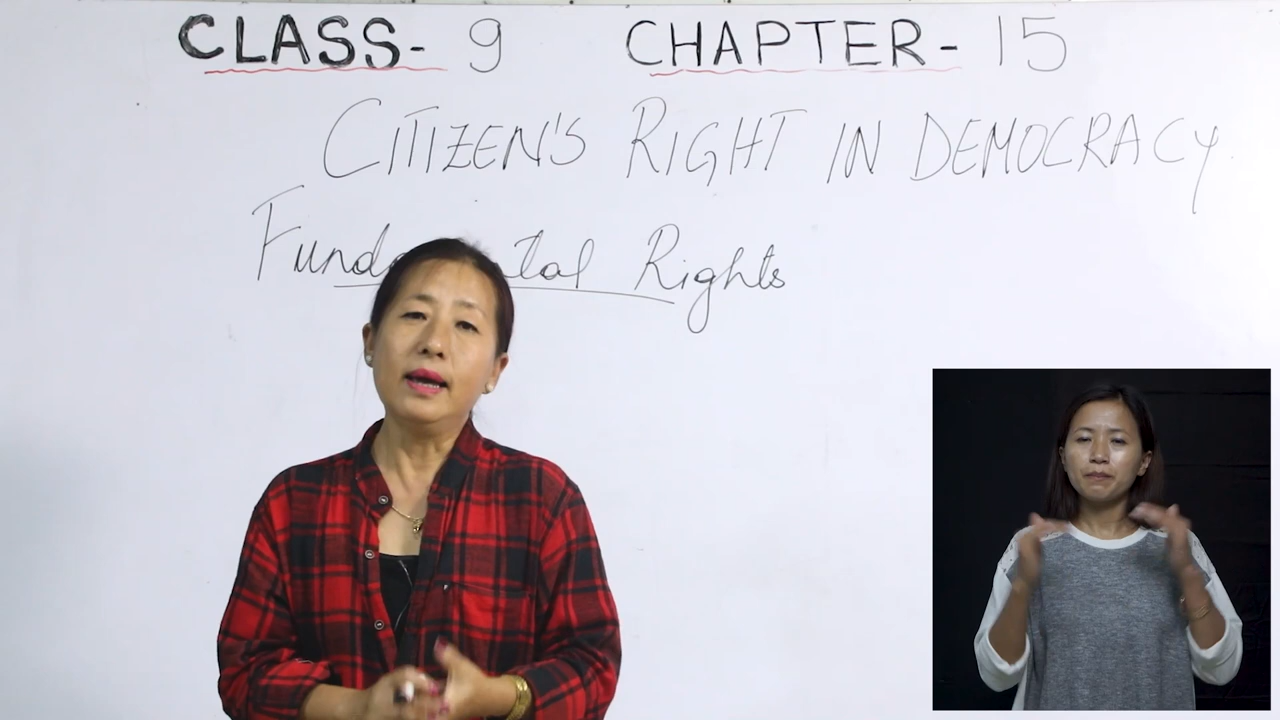 CLASS- 9 CHAPTER- 15
CITIZEN'S RIGHT IN DEMOCRACY.
Rights